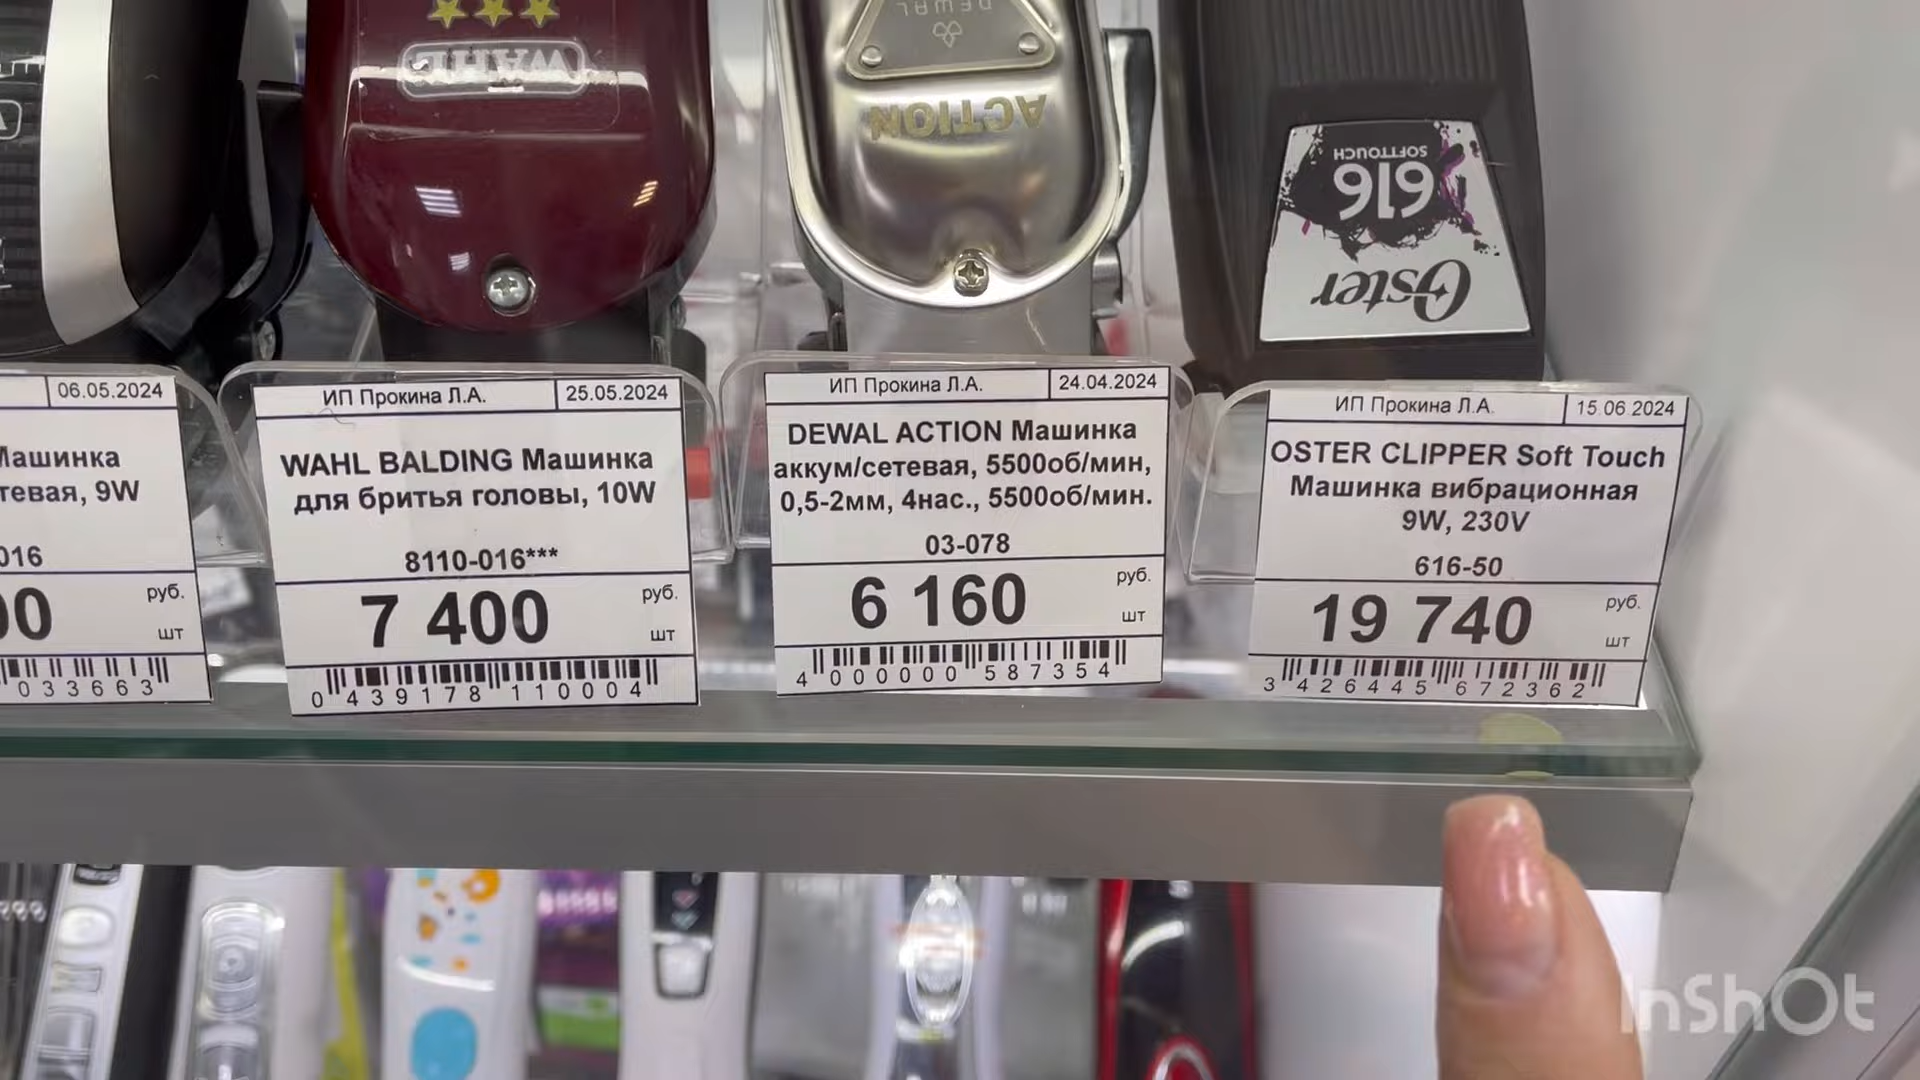 WAHL
DEWAL
ACTION
SOFTTOUCH
616
Oster
06.05.2024
Машинка
9W
016
руб.
шт
033663
ИП Прокина Л.А.
25.05.2024
WAHL BALDING Машинка
для бритья головы, 10W
8110-016***
7 400
руб.
шт
0 439178 110004
ИП Прокина Л.А.
24.04.2024
DEWAL ACTION Машинка
аккум/сетевая, 5500об/мин,
0,5-2мм, 4нас., 5500об/мин.
03-078
6 160
руб.
шт
4 000000 587354
ИП Прокина Л.А.
15.06.2024
OSTER CLIPPER Soft Touch
Машинка вибрационная
9W, 230V
616-50
19 740
руб.
шт
3 426445 672362
InShOt